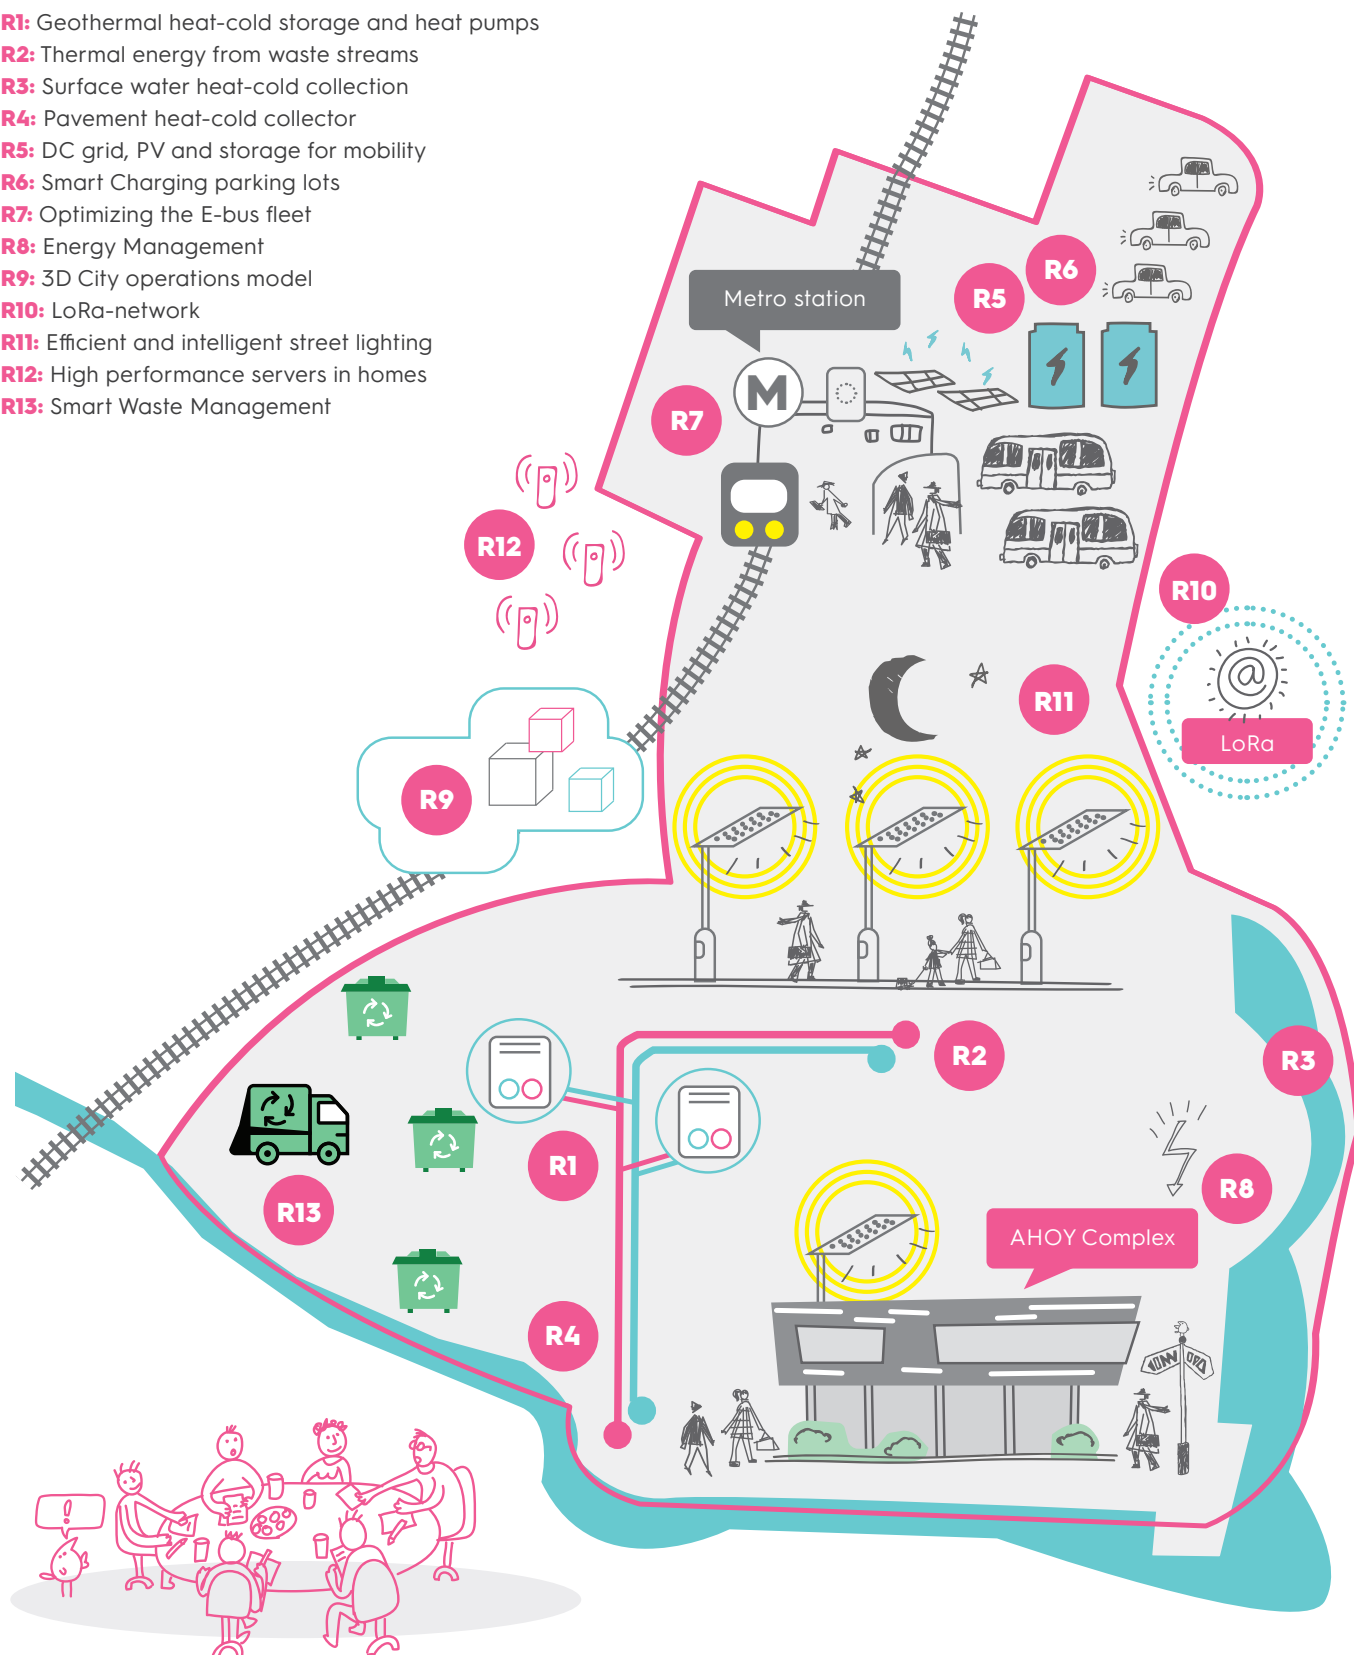 R1: Geothermal heat-cold storage and heat pumps
R2: Thermal energy from waste streams
R3: Surface water heat-cold collection
R4: Pavement heat-cold collector
R5: DC grid, PV and storage for mobility
R6: Smart Charging parking lots
R7: Optimizing the E-bus fleet
R8: Energy Management
R9: 3D City operations model
R10: LoRa-network
R11: Efficient and intelligent street lighting
R12: High performance servers in homes
R13: Smart Waste Management
R6
R5
Metro station
M
R7
R12
R10
@
LoRa
R11
R9
R2
R3
R1
R8
R13
AHOY Complex
R4
!